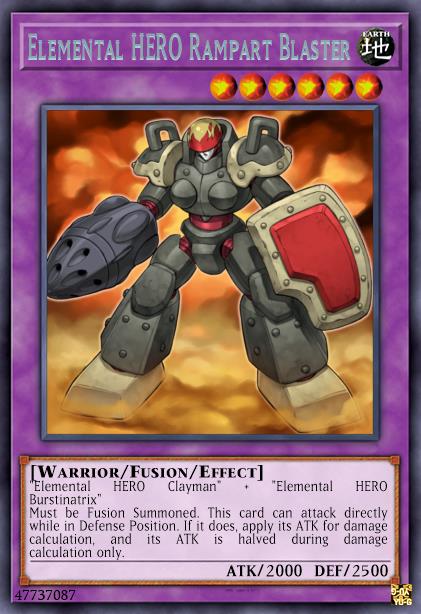 Elemental HERO Rampart Blaster
EARTH
地
[Warrior/Fusion/Effect]
"Elemental HERO Clayman" + "Elemental HERO
Burstinatrix"
Must be Fusion Summoned. This card can attack directly
while in Defense Position. If it does, apply its ATK for damage
calculation, and its ATK is halved during damage
calculation only.
ATK/2000 DEF/2500
47737087